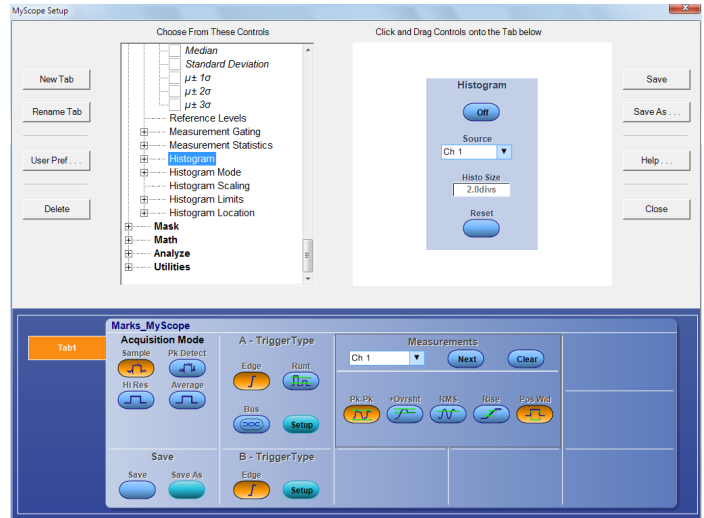 MyScope Setup
Choose From These Controls
Click and Drag Controls onto the Tab below
New Tab
Rename Tab
User Pref . . .
Delete
Median
Standard Deviation
μ± 1σ
μ± 2σ
μ± 3σ
Reference Levels
Measurement Gating
Measurement Statistics
Histogram
Histogram Mode
Histogram Scaling
Histogram Limits
Histogram Location
Mask
Math
Analyze
Utilities
Histogram
Off
Source
Ch 1
Histo Size
2.0divs
Reset
Save
Save As . . .
Help . . .
Close
Tab1
Marks_MyScope
Acquisition Mode
Sample Pk Detect
Hi Res Average
Save
Save Save As
A - TriggerType
Edge Runt
Bus
Setup
B - TriggerType
Edge
Setup
Measurements
Ch 1 Next Clear
Pk-Pk +Ovrsht RMS Rise Pos Wid